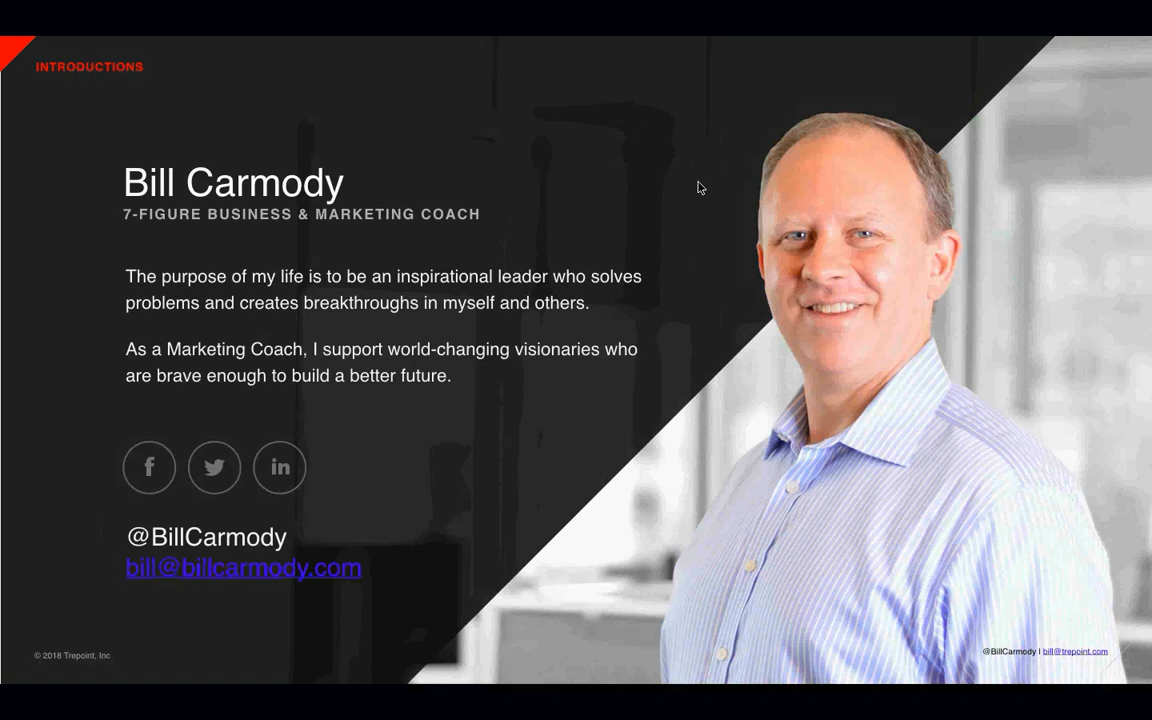 INTRODUCTIONS
Bill Carmody
7-FIGURE BUSINESS & MARKETING COACH
The purpose of my life is to be an inspirational leader who solves
problems and creates breakthroughs in myself and others.
As a Marketing Coach, I support world-changing visionaries who
are brave enough to build a better future.
f
in
@BillCarmody
bill@billcarmody.com
© 2018 Trepoint, Inc
@BillCarmody | bill@trepoint.com